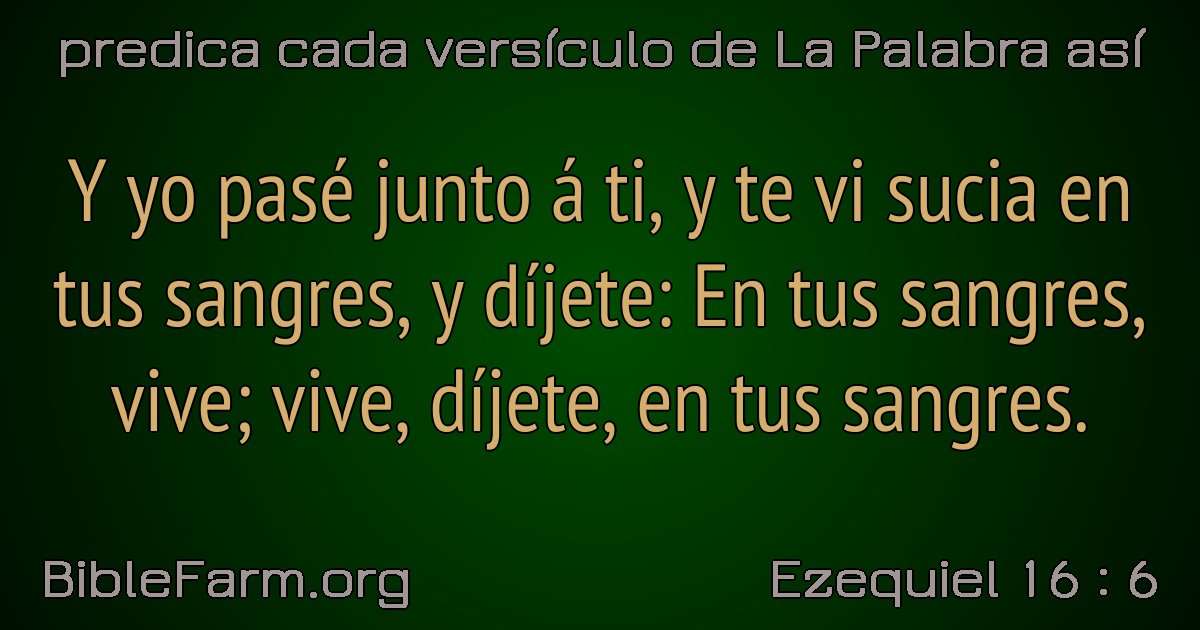 predica cada versículo de La Palabra así
Y yo pasé junto á ti, y te vi sucia en
tus sangres, y díjete: En tus sangres,
vive; vive, díjete, en tus sangres.
BibleFarm.org
Ezequiel 16 : 6